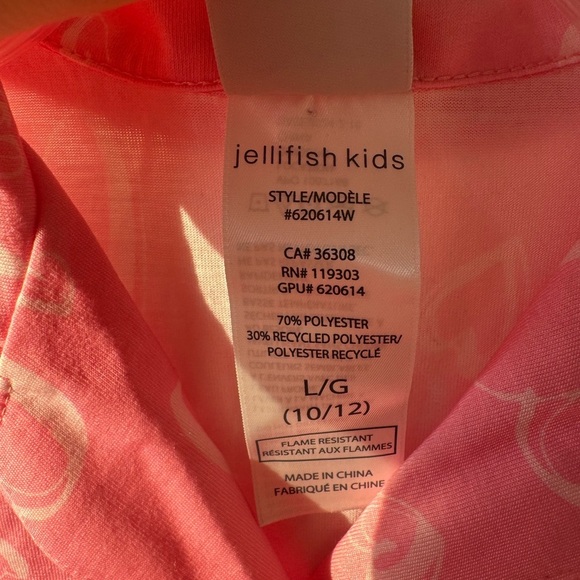 jellifish kids
STYLE/MODÈLE
#620614W
CA# 36308
RN# 119303
GPU# 620614
70% POLYESTER
30% RECYCLED POLYESTER/
POLYESTER RECYCLÉ
L/G
(10/12)
FLAME RESISTANT
RÉSISTANT AUX FLAMMES
MADE IN CHINA
FABRIQUÉ EN CHINE